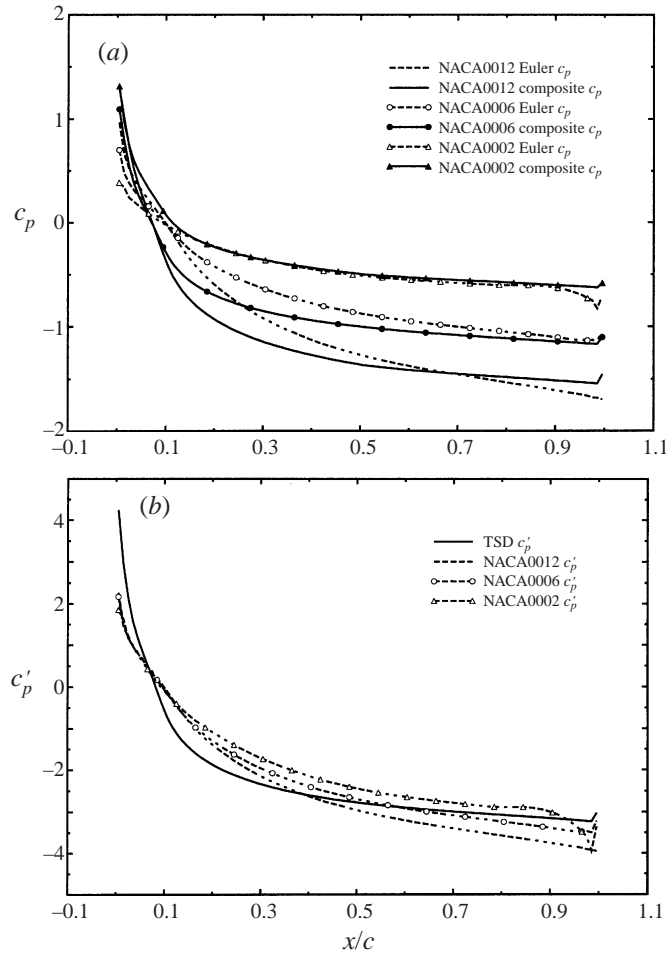 (a)
NACA0012 Euler c_p
NACA0012 composite c_p
NACA0006 Euler c_p
NACA0006 composite c_p
NACA0002 Euler c_p
NACA0002 composite c_p
2
1
0
−1
−2
c_p
−0.1 0.1 0.3 0.5 0.7 0.9 1.1
(b)
TSD c_p′
NACA0012 c_p′
NACA0006 c_p′
NACA0002 c_p′
4
2
0
−2
−4
c_p′
−0.1 0.1 0.3 0.5 0.7 0.9 1.1
x/c